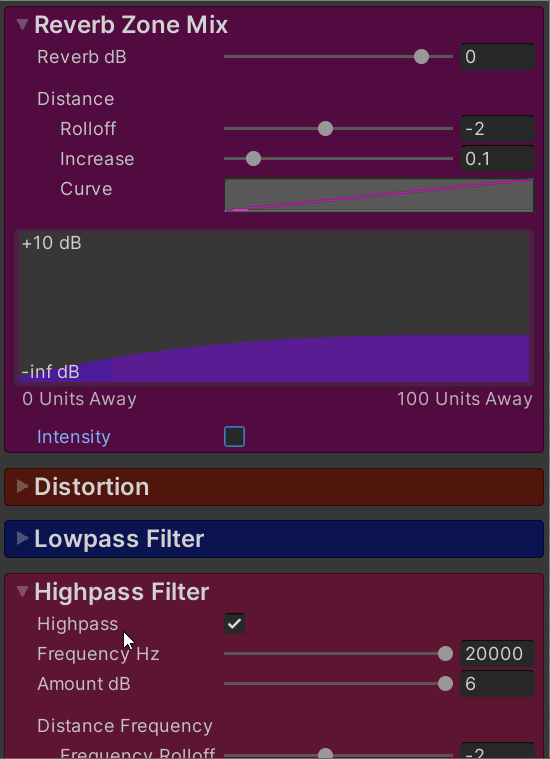 Reverb Zone Mix
Reverb dB 0
Distance
Rolloff -2
Increase 0.1
Curve
+10 dB
-inf dB
0 Units Away 100 Units Away
Intensity
Distortion
Lowpass Filter
Highpass Filter
Highpass
Frequency Hz 20000
Amount dB 6
Distance Frequency
Frequency Rolloff -2